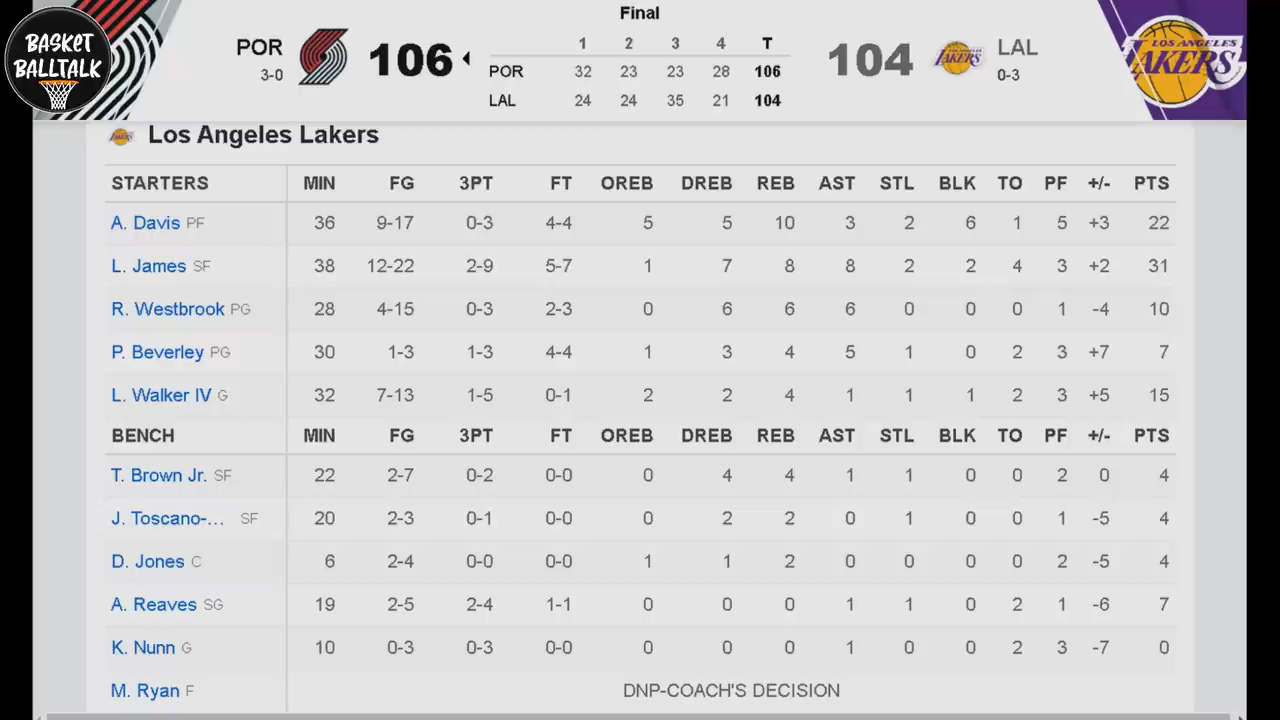 BASKET
BALLTALK
Final
POR 3-0 106 LAL 0-3 104
1 2 3 4 T
POR 32 23 23 28 106
LAL 24 24 35 21 104
LOS ANGELES
LAKERS
Los Angeles Lakers
STARTERS MIN FG 3PT FT OREB DREB REB AST STL BLK TO PF +/- PTS
A. Davis PF 36 9-17 0-3 4-4 5 5 10 3 2 6 1 5 +3 22
L. James SF 38 12-22 2-9 5-7 1 7 8 8 2 2 4 3 +2 31
R. Westbrook PG 28 4-15 0-3 2-3 0 6 6 6 0 0 0 1 -4 10
P. Beverley PG 30 1-3 1-3 4-4 1 3 4 5 1 0 2 3 +7 7
L. Walker IV G 32 7-13 1-5 0-1 2 2 4 1 1 1 2 3 +5 15
BENCH MIN FG 3PT FT OREB DREB REB AST STL BLK TO PF +/- PTS
T. Brown Jr. SF 22 2-7 0-2 0-0 0 4 4 1 1 0 0 2 0 4
J. Toscano-... SF 20 2-3 0-1 0-0 0 2 2 0 1 0 0 1 -5 4
D. Jones C 6 2-4 0-0 0-0 1 1 2 0 0 0 0 2 -5 4
A. Reaves SG 19 2-5 2-4 1-1 0 0 0 1 1 0 2 1 -6 7
K. Nunn G 10 0-3 0-3 0-0 0 0 0 1 0 0 2 3 -7 0
M. Ryan F DNP-COACH'S DECISION